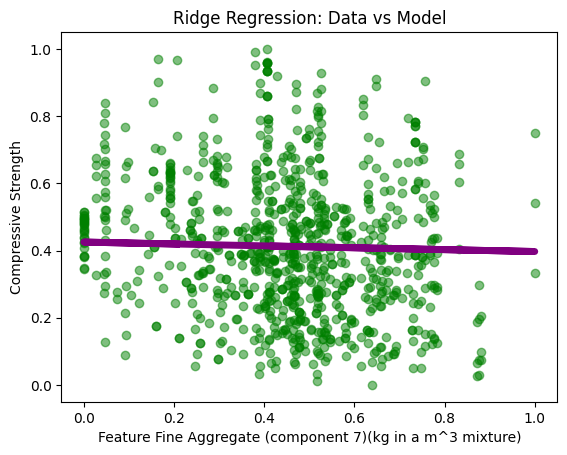 Ridge Regression: Data vs Model
1.0
0.8
0.6
0.4
0.2
0.0
Compressive Strength
0.0 0.2 0.4 0.6 0.8 1.0
Feature Fine Aggregate (component 7)(kg in a m^3 mixture)